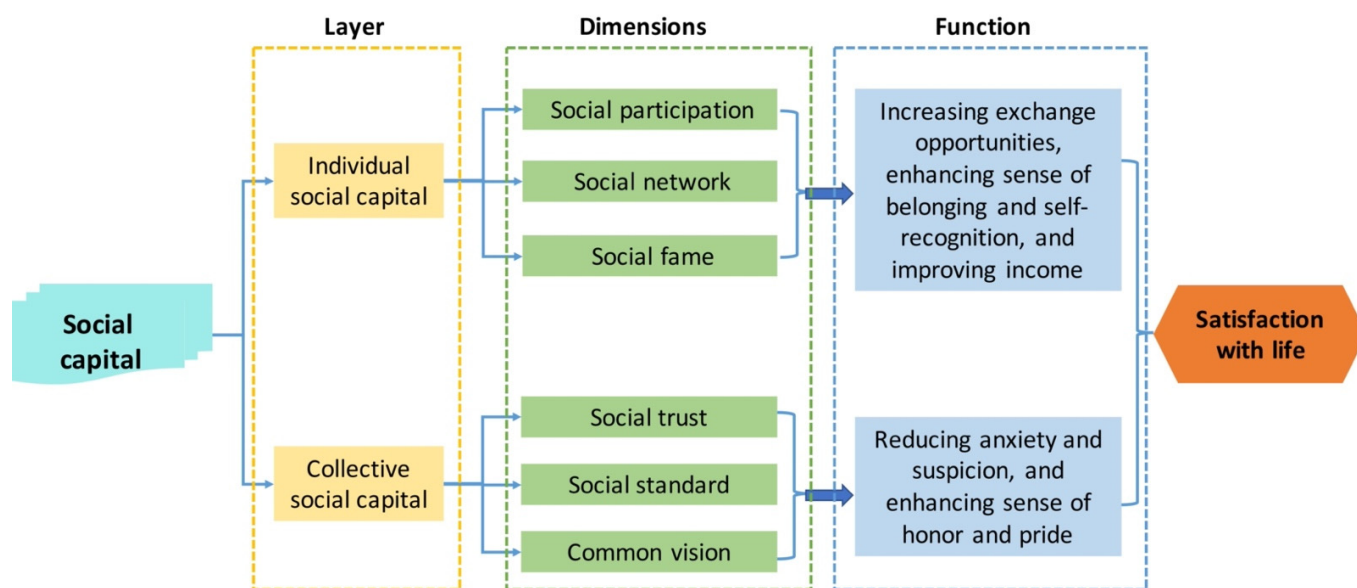 Layer
Dimensions
Function
Social
capital
Individual
social capital
Collective
social capital
Social participation
Social network
Social fame
Social trust
Social standard
Common vision
Increasing exchange
opportunities,
enhancing sense of
belonging and self-
recognition, and
improving income
Reducing anxiety and
suspicion, and
enhancing sense of
honor and pride
Satisfaction
with life